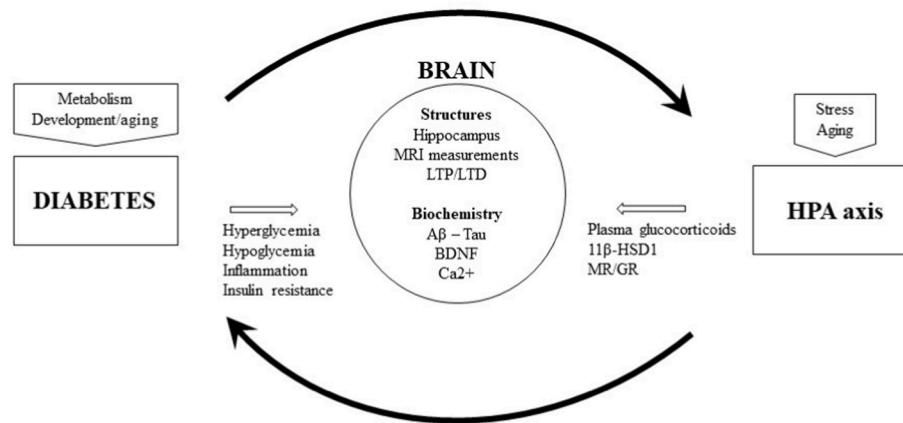 BRAIN
Metabolism
Development/aging
DIABETES
Hyperglycemia
Hypoglycemia
Inflammation
Insulin resistance
Structures
Hippocampus
MRI measurements
LTP/LTD
Biochemistry
Aβ – Tau
BDNF
Ca2+
Stress
Aging
HPA axis
Plasma glucocorticoids
11β-HSD1
MR/GR